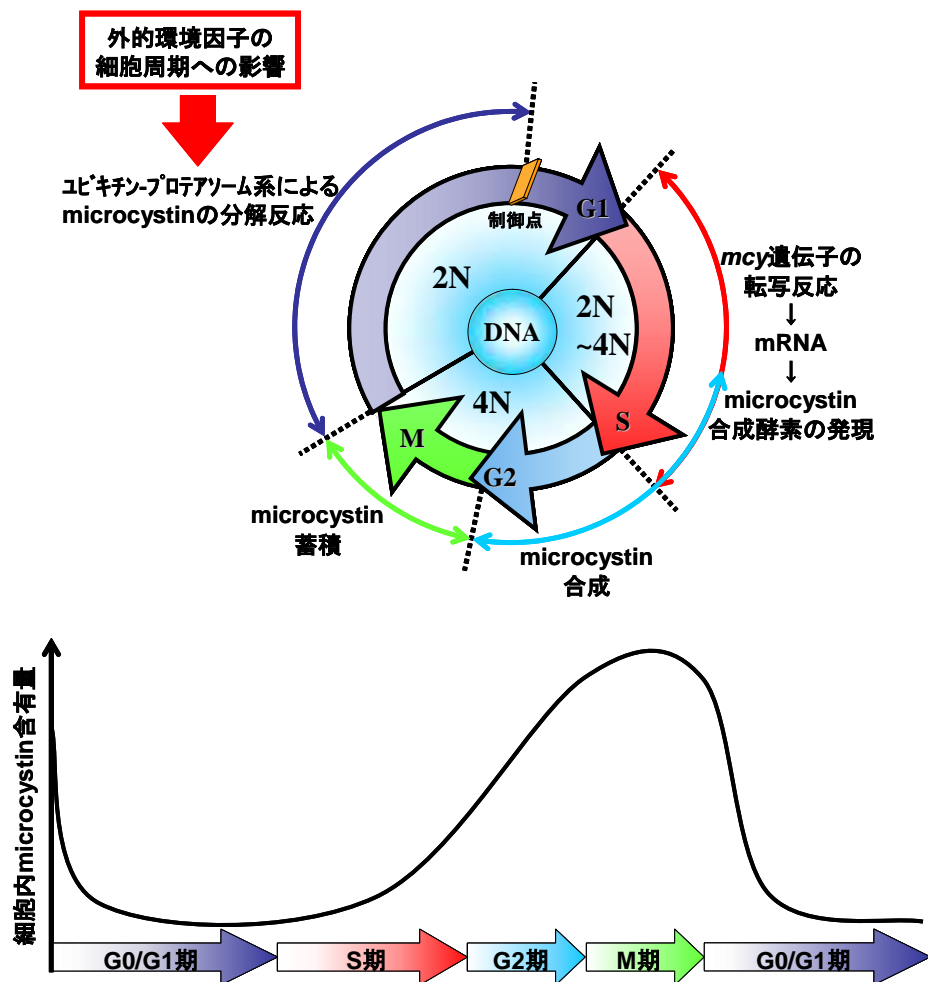 外的環境因子の
細胞周期への影響
ﾕﾋﾞｷﾁﾝ-ﾌﾟﾛﾃｱｿｰﾑ系による
microcystinの分解反応
制御点
G1
2N
DNA
2N
~4N
4N
S
M
G2
mcy遺伝子の
転写反応
↓
mRNA
↓
microcystin
合成酵素の発現
microcystin
蓄積
microcystin
合成
細胞内microcystin含有量
G0/G1期
S期
G2期
M期
G0/G1期